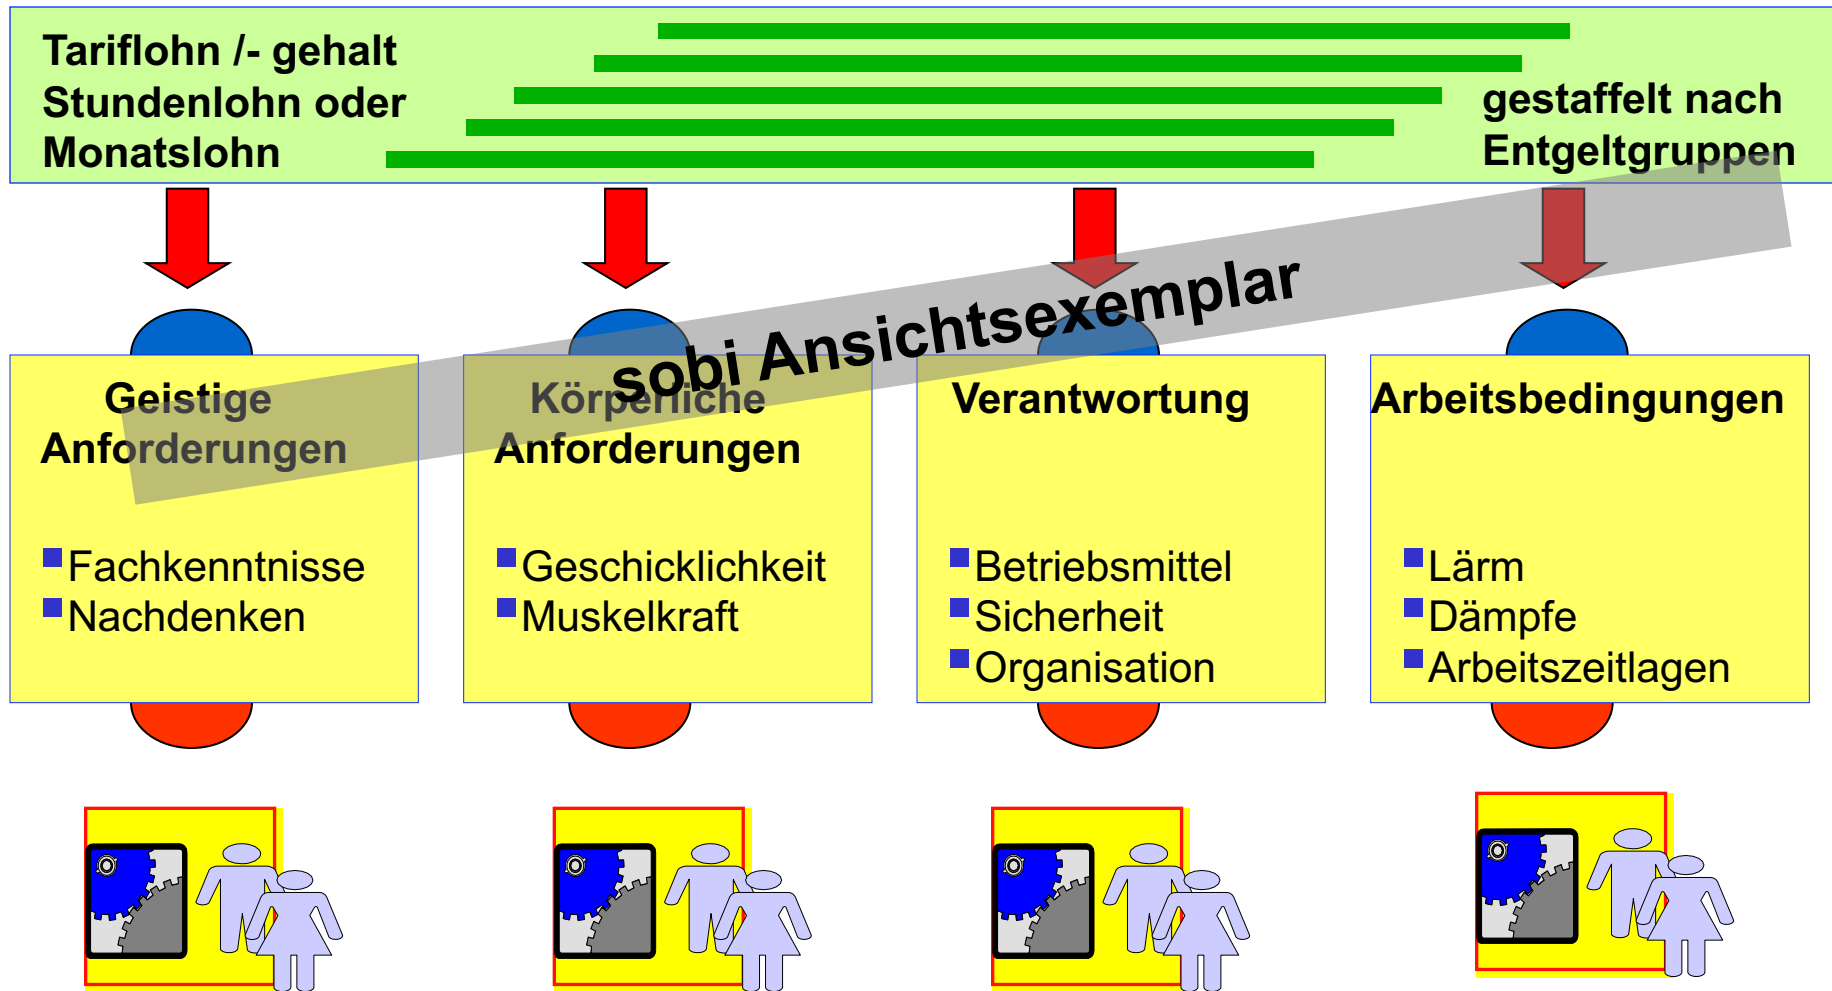 Tariflohn /- gehalt
Stundenlohn oder
Monatslohn
gestaffelt nach
Entgeltgruppen
sobi Ansichtsexemplar
Geistige
Anforderungen
Fachkenntnisse
Nachdenken
Körperliche
Anforderungen
Geschicklichkeit
Muskelkraft
Verantwortung
Betriebsmittel
Sicherheit
Organisation
Arbeitsbedingungen
Lärm
Dämpfe
Arbeitszeitlagen